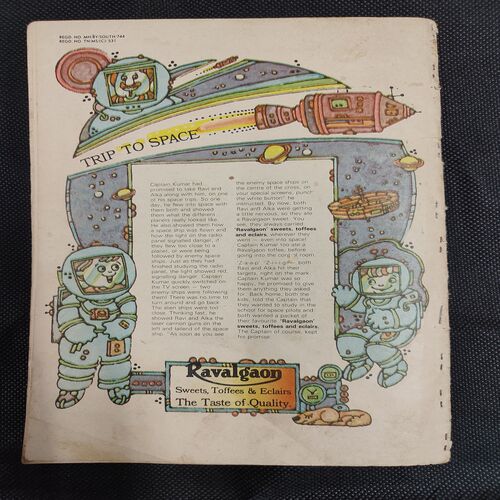 REGD. NO. MH/BY/SOUTH/744
REGD. NO. TN/MS(C) 531
TRIP TO SPACE
Captain Kumar had
promised to take Ravi and
Alka along with him, on one
of his space trips. So one
day, he flew into space with
them both and showed
them what the different
planets really looked like.
He also showed them how
a space ship was flown and
how the light on the radio
panel signalled danger, if
they flew too close to a
planet, or were being
followed by enemy space
ships. Just as they had
finished studying the radio
panel, the light showed red,
signalling danger. Captain
Kumar quickly switched on
the TV screen — two
enemy ships were following
them! There was no time to
turn around and go back.
The alien ships were too
close. Thinking fast, he
showed Ravi and Alka the
laser cannon guns on the
left and rightend of the space
ship. "As soon as you see
the enemy space ships on
the centre of the cross, on
your special screens, punch
the white button" he
instructed. By now, both
Ravi and Alka were getting
a little nervous, so they ate
a Ravalgaon sweet. You
see, they always carried
'Ravalgaon' sweets, toffees
and eclairs, wherever they
went — even into space!
Captain Kumar too ate a
Ravalgaon toffee, before
going into the control room.
both
Ravi and Alka hit their
targets, right on the mark.
Captain Kumar was so
happy, he promised to give
them anything they asked
for. Back home, both the
kids, told the Captain that
they wanted to study in the
school for space pilots and
both wanted a packet of
their favourite 'Ravalgaon'
sweets, toffees and eclairs.
The Captain of course, kept
his promise.
Ravalgaon
Sweets, Toffees & Eclairs
The Taste of Quality.